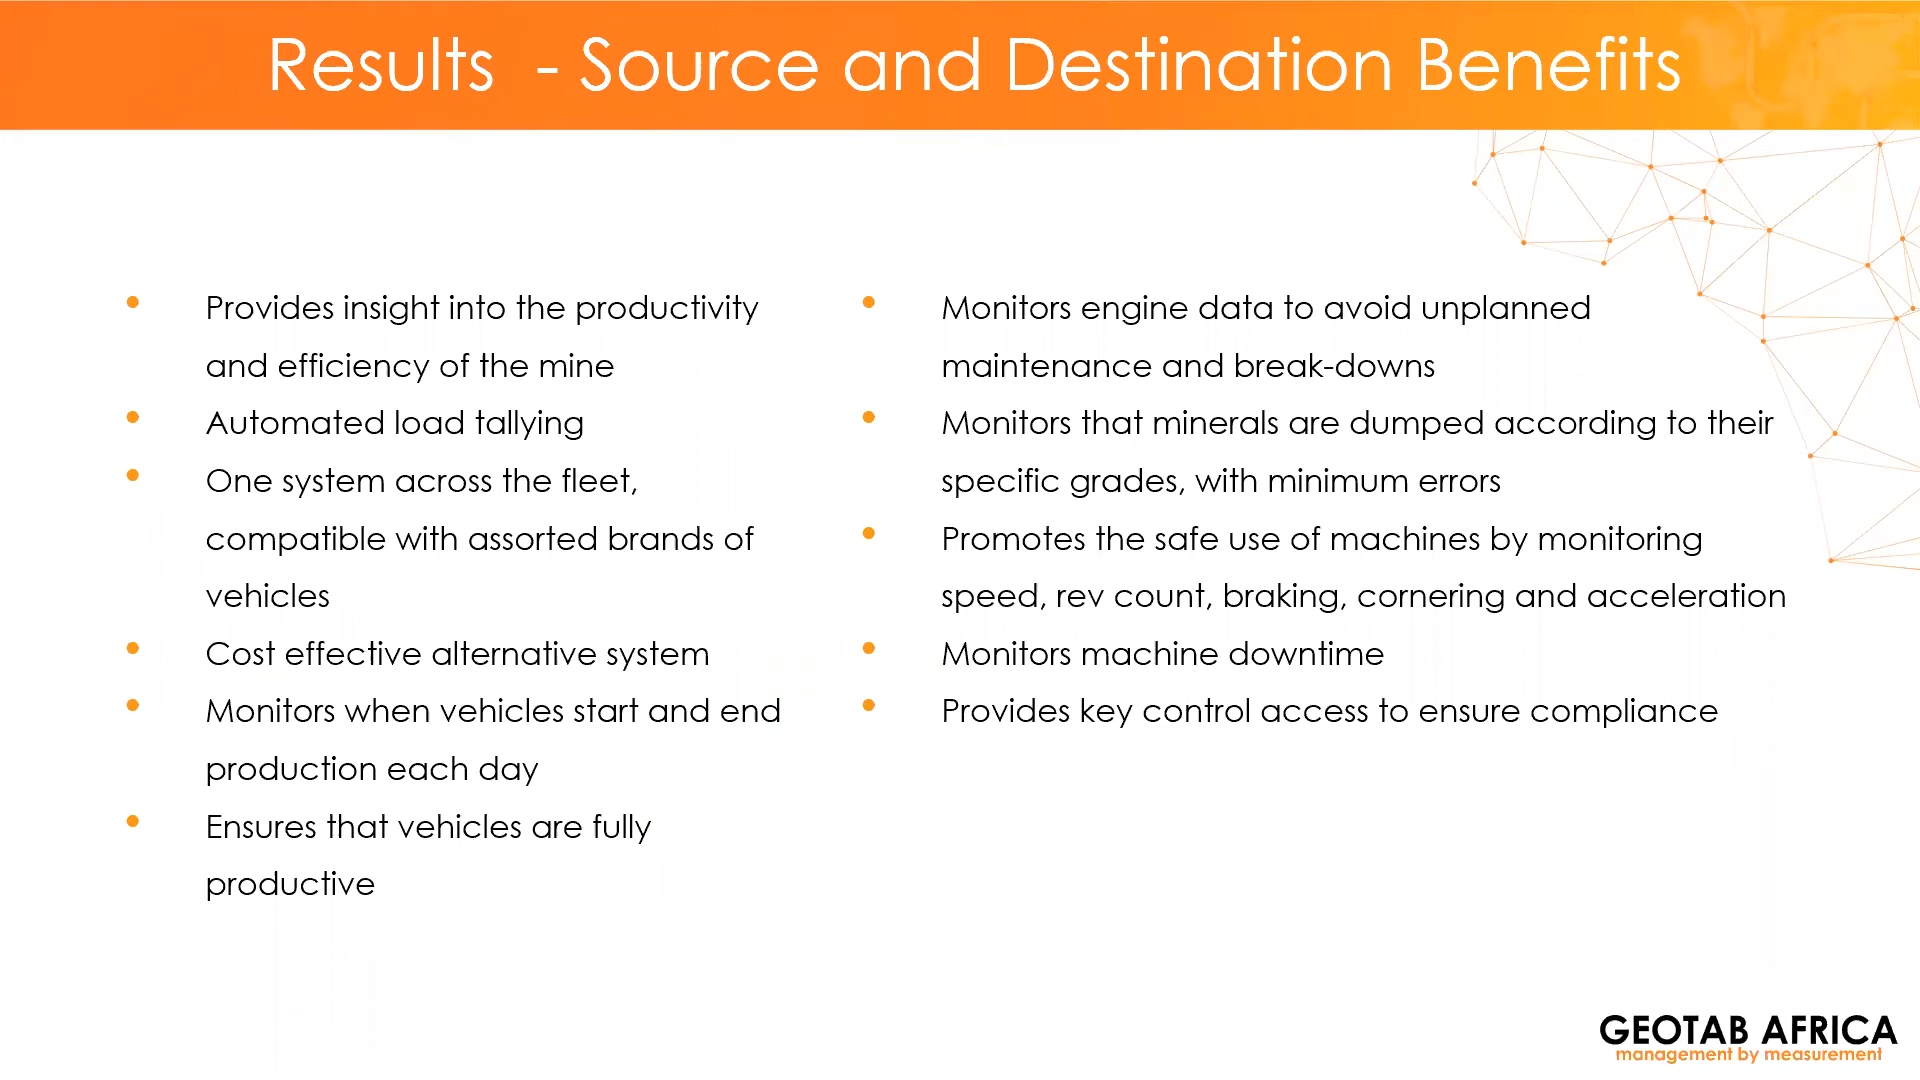 Results - Source and Destination Benefits
• Provides insight into the productivity
and efficiency of the mine
• Automated load tallying
• One system across the fleet,
compatible with assorted brands of
vehicles
• Cost effective alternative system
• Monitors when vehicles start and end
production each day
• Ensures that vehicles are fully
productive
• Monitors engine data to avoid unplanned
maintenance and break-downs
• Monitors that minerals are dumped according to their
specific grades, with minimum errors
• Promotes the safe use of machines by monitoring
speed, rev count, braking, cornering and acceleration
• Monitors machine downtime
• Provides key control access to ensure compliance
GEOTAB AFRICA
management by measurement